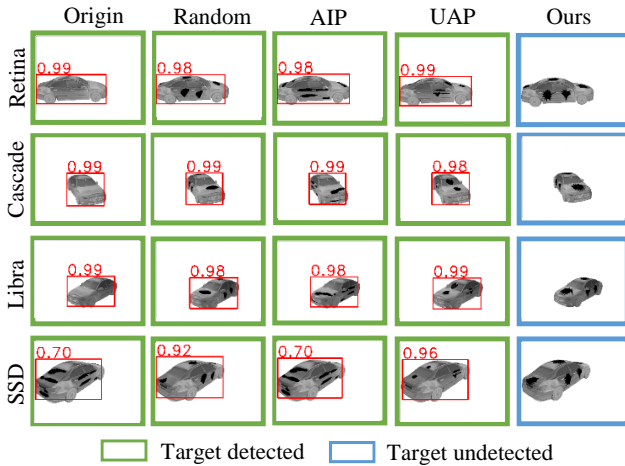 Origin Random AIP UAP Ours
Retina 0.99 0.98 0.98 0.99
Cascade 0.99 0.99 0.99 0.98
Libra 0.99 0.98 0.98 0.99
SSD 0.70 0.92 0.70 0.96
Target detected Target undetected